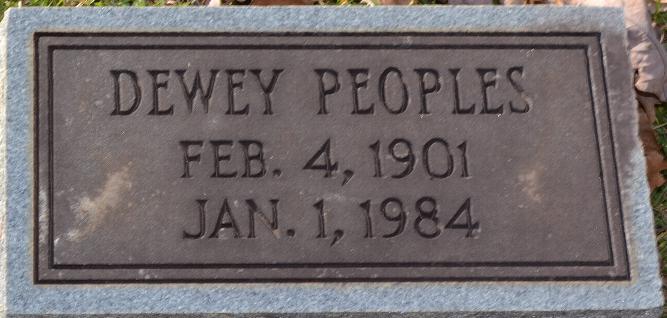 DEWEY PEOPLES
FEB. 4, 1901
JAN. 1, 1984